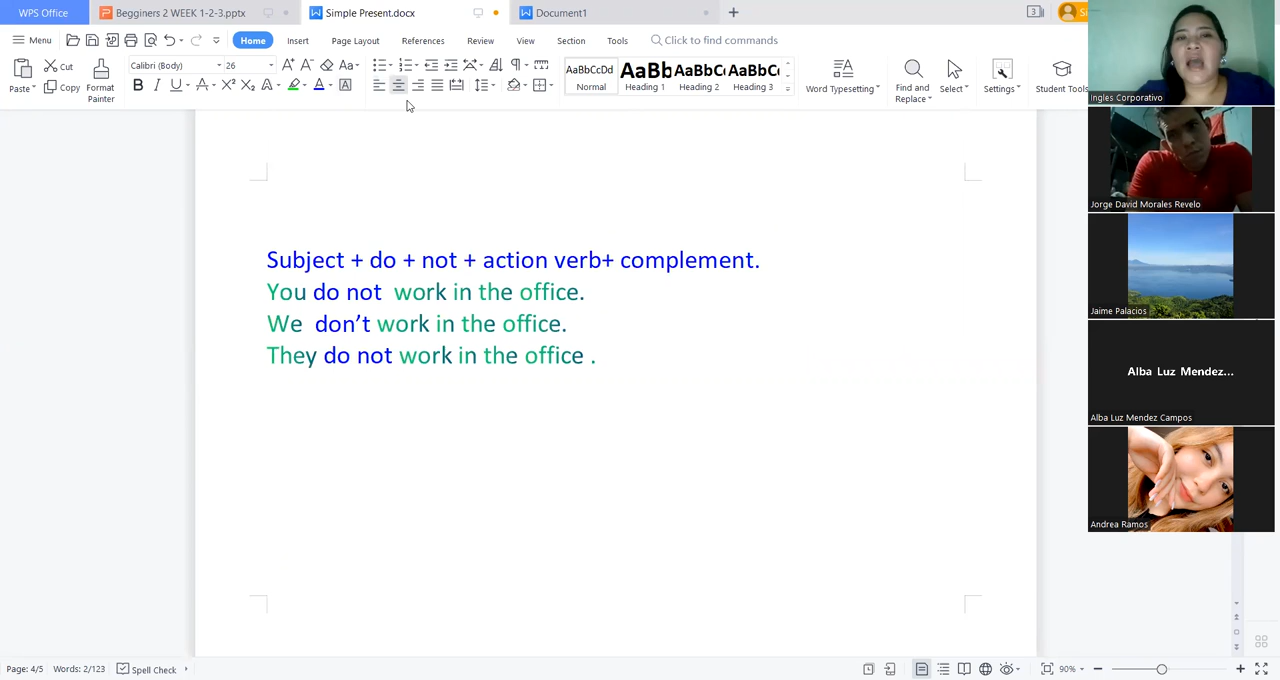 WPS Office
Begginers 2 WEEK 1-2-3.pptx
Simple Present.docx
Document1
+
3
Menu
Home
Insert
Page Layout
References
Review
View
Section
Tools
Click to find commands
Paste
Cut
Copy
Format Painter
Calibri (Body)
26
AaBbCcDd
Normal
AaBb
Heading 1
AaBbC
Heading 2
AaBbC
Heading 3
Word Typesetting
Find and Replace
Select
Settings
Student Tools
Subject + do + not + action verb+ complement.
You do not work in the office.
We don’t work in the office.
They do not work in the office .
Ingles Corporativo
Jorge David Morales Revelo
Jaime Palacios
Alba Luz Mendez...
Alba Luz Mendez Campos
Andrea Ramos
Page: 4/5
Words: 2/123
Spell Check
90%